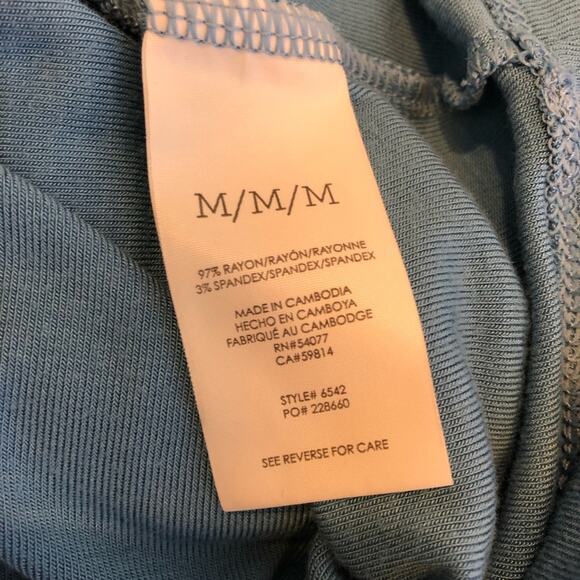 M/M/M
97% RAYON/RAYÓN/RAYONNE
3% SPANDEX/SPANDEX/SPANDEX
MADE IN CAMBODIA
HECHO EN CAMBOYA
FABRIQUÉ AU CAMBODGE
RN#54077
CA#59814
STYLE# 6542
PO# 228660
SEE REVERSE FOR CARE